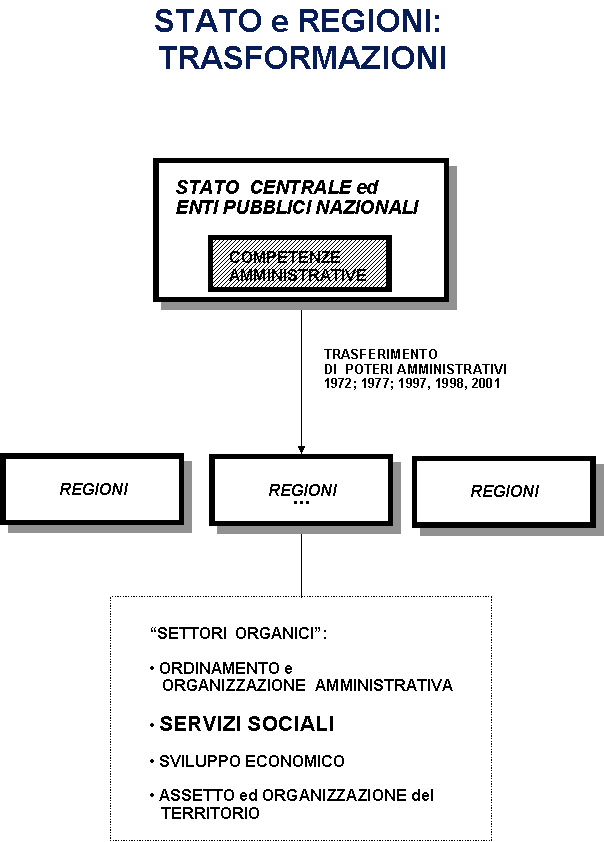 STATO e REGIONI:
TRASFORMAZIONI
STATO CENTRALE ed
ENTI PUBBLICI NAZIONALI
COMPETENZE
AMMINISTRATIVE
TRASFERIMENTO
DI POTERI AMMINISTRATIVI
1972; 1977; 1997, 1998, 2001
REGIONI
REGIONI
...
REGIONI
“SETTORI ORGANICI”:
• ORDINAMENTO e
ORGANIZZAZIONE AMMINISTRATIVA
• SERVIZI SOCIALI
• SVILUPPO ECONOMICO
• ASSETTO ed ORGANIZZAZIONE del
TERRITORIO